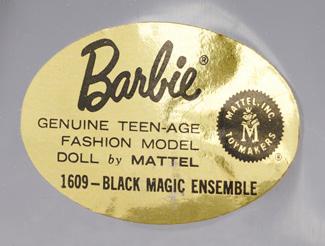 Barbie®
GENUINE TEEN-AGE
FASHION MODEL
DOLL by MATTEL
MATTEL, INC.
M
TOYMAKERS
®
1609-BLACK MAGIC ENSEMBLE